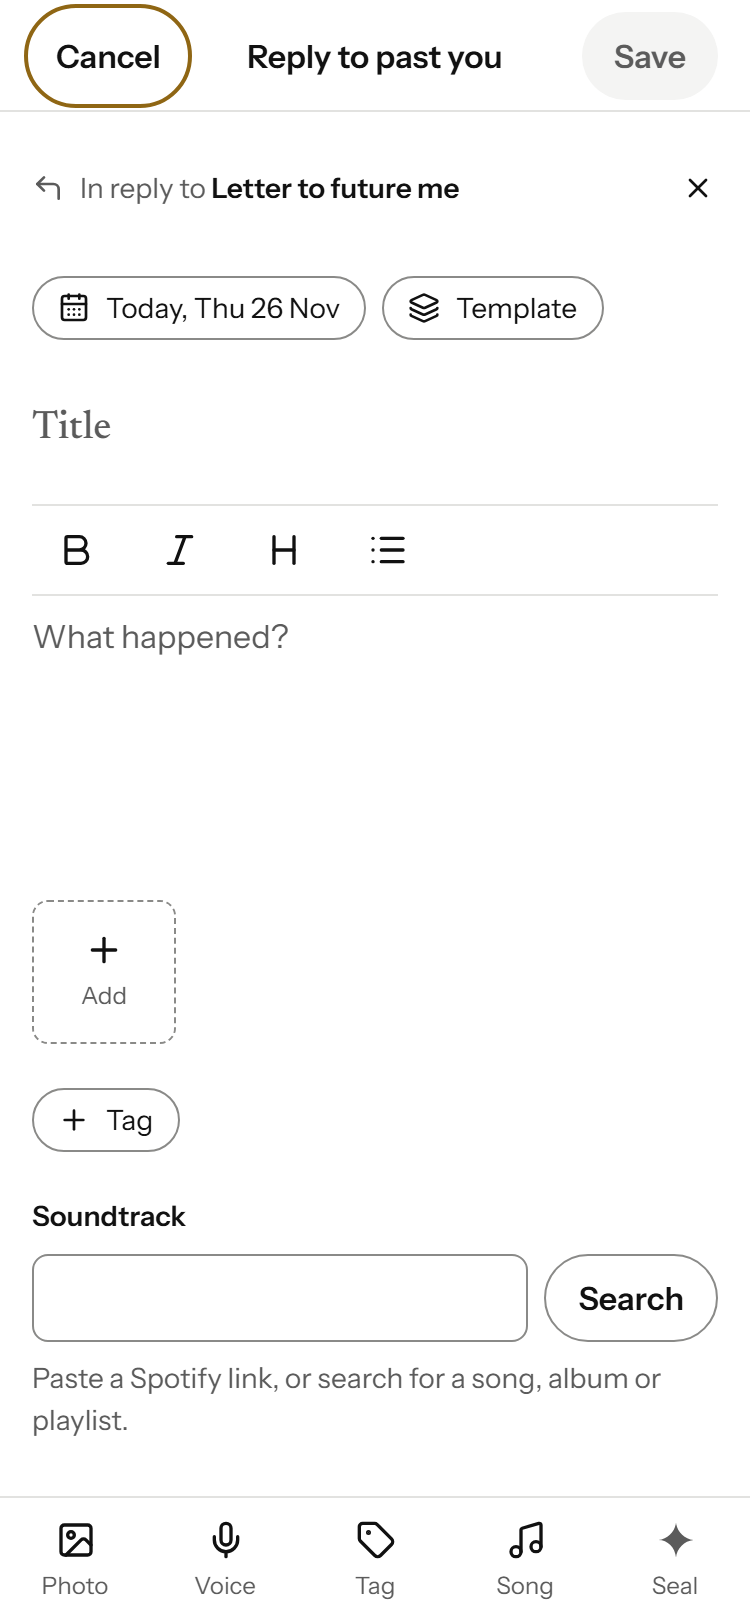 Cancel
Reply to past you
Save
In reply to Letter to future me
Today, Thu 26 Nov
Template
Title
B I H
What happened?
Add
Tag
Soundtrack
Search
Paste a Spotify link, or search for a song, album or
playlist.
Photo
Voice
Tag
Song
Seal